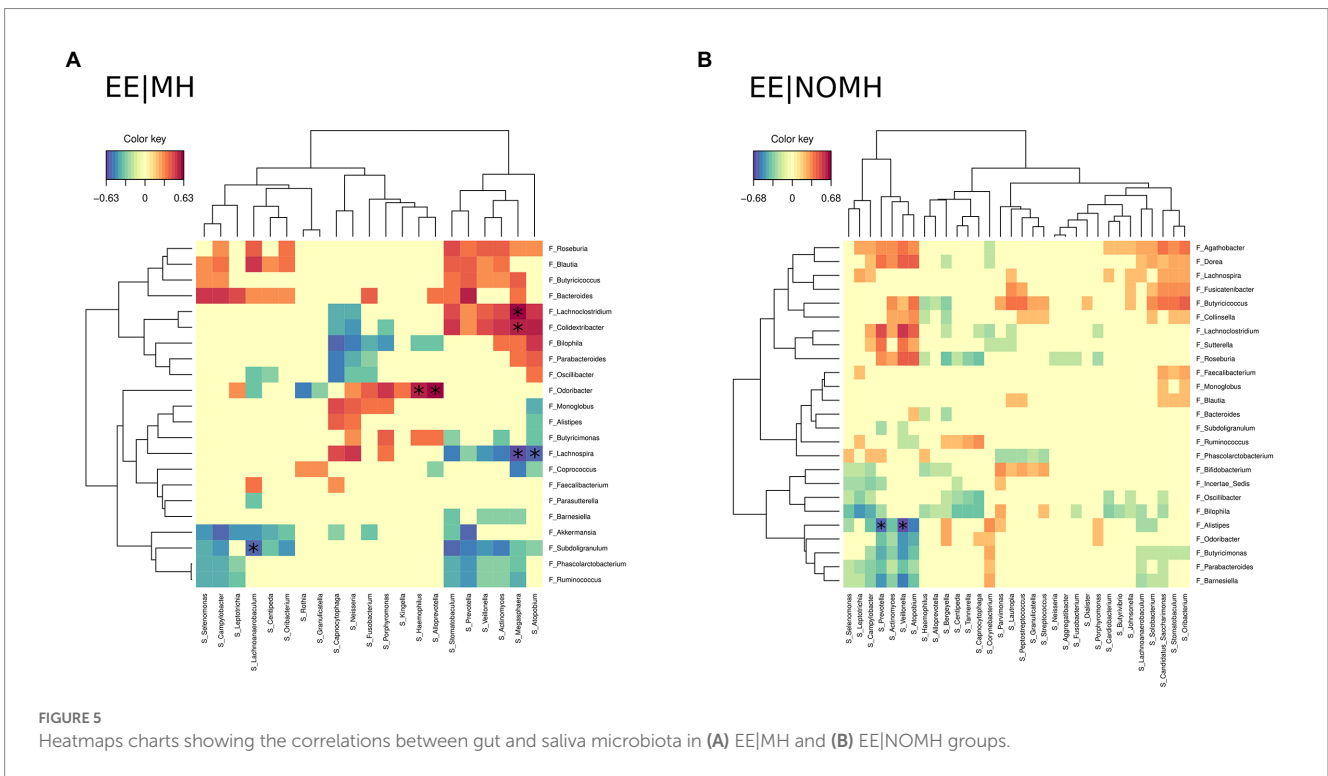 A
EE|MH
Color key
−0.63
0
0.63
F_Roseburia
F_Blautia
F_Butyricicoccus
F_Bacteroides
F_Lachnoclostridium
F_Colidextribacter
F_Bilophila
F_Parabacteroides
F_Oscillibacter
F_Odoribacter
F_Monoglobus
F_Alistipes
F_Butyricimonas
F_Lachnospira
F_Coprococcus
F_Faecalibacterium
F_Parasutterella
F_Barnesiella
F_Akkermansia
F_Subdoligranulum
F_Phascolarctobacterium
F_Ruminococcus
S_Selenomonas
S_Campylobacter
S_Leptotrichia
S_Lachnoanaerobaculum
S_Centipeda
S_Oribacterium
S_Rothia
S_Granulicatella
S_Capnocytophaga
S_Neisseria
S_Fusobacterium
S_Porphyromonas
S_Kingella
S_Haemophilus
S_Alloprevotella
S_Stomatobaculum
S_Prevotella
S_Veillonella
S_Actinomyces
S_Megasphaera
S_Atopobium
B
EE|NOMH
Color key
−0.68
0
0.68
F_Agathobacter
F_Dorea
F_Lachnospira
F_Fusicatenibacter
F_Butyricicoccus
F_Collinsella
F_Lachnoclostridium
F_Sutterella
F_Roseburia
F_Faecalibacterium
F_Monoglobus
F_Blautia
F_Bacteroides
F_Subdoligranulum
F_Ruminococcus
F_Phascolarctobacterium
F_Bifidobacterium
F_Incertae_Sedis
F_Oscillibacter
F_Bilophila
F_Alistipes
F_Odoribacter
F_Butyricimonas
F_Parabacteroides
F_Barnesiella
S_Selenomonas
S_Leptotrichia
S_Campylobacter
S_Prevotella
S_Actinomyces
S_Veillonella
S_Atopobium
S_Haemophilus
S_Alloprevotella
S_Bergeyella
S_Centipeda
S_Tannerella
S_Capnocytophaga
S_Corynebacterium
S_Parvimonas
S_Lautropia
S_Peptostreptococcus
S_Granulicatella
S_Streptococcus
S_Neisseria
S_Aggregatibacter
S_Fusobacterium
S_Dialister
S_Porphyromonas
S_Cardiobacterium
S_Butyrivibrio
S_Johnsonella
S_Lachnoanaerobaculum
S_Solobacterium
S_Candidatus_Saccharimonas
S_Stomatobaculum
S_Oribacterium
FIGURE 5
Heatmaps charts showing the correlations between gut and saliva microbiota in (A) EE|MH and (B) EE|NOMH groups.